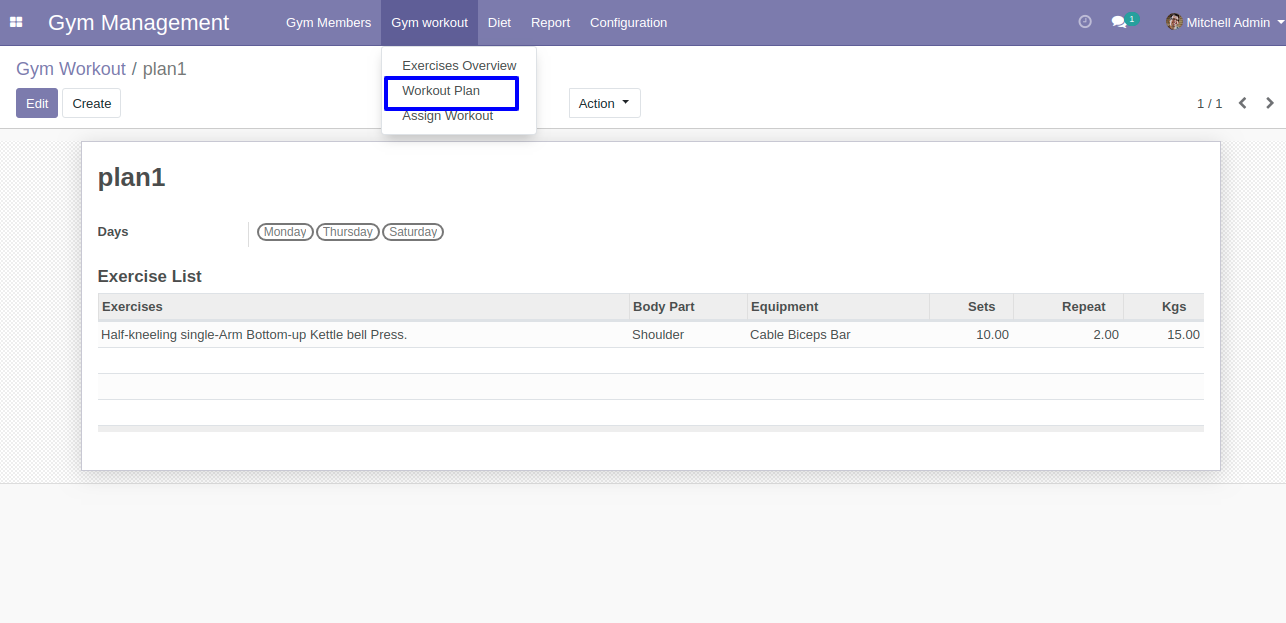 Gym Management Gym Members Gym workout Diet Report Configuration 1 Mitchell Admin
Exercises Overview
Workout Plan
Assign Workout
Gym Workout / plan1
Edit Create Action 1 / 1
plan1
Days Monday Thursday Saturday
Exercise List
Exercises Body Part Equipment Sets Repeat Kgs
Half-kneeling single-Arm Bottom-up Kettle bell Press. Shoulder Cable Biceps Bar 10.00 2.00 15.00